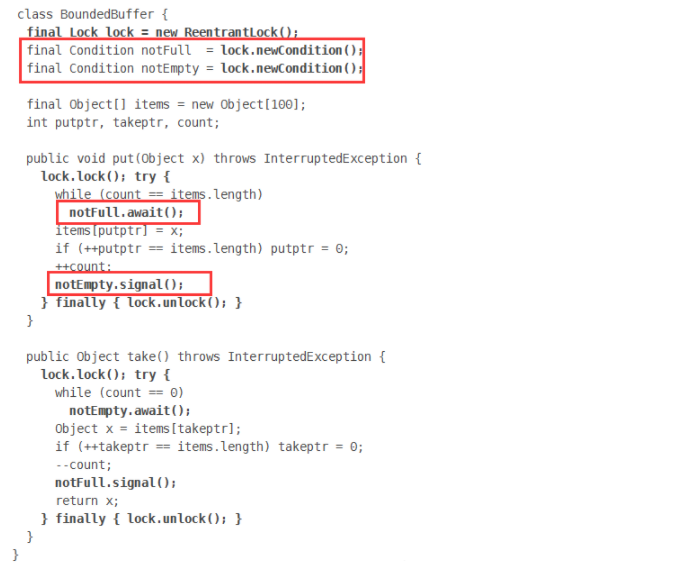 class BoundedBuffer {
final Lock lock = new ReentrantLock();
final Condition notFull  = lock.newCondition();
final Condition notEmpty = lock.newCondition();
final Object[] items = new Object[100];
int putptr, takeptr, count;
public void put(Object x) throws InterruptedException {
lock.lock(); try {
while (count == items.length)
notFull.await();
items[putptr] = x;
if (++putptr == items.length) putptr = 0;
++count;
notEmpty.signal();
} finally { lock.unlock(); }
}
public Object take() throws InterruptedException {
lock.lock(); try {
while (count == 0)
notEmpty.await();
Object x = items[takeptr];
if (++takeptr == items.length) takeptr = 0;
--count;
notFull.signal();
return x;
} finally { lock.unlock(); }
}
}